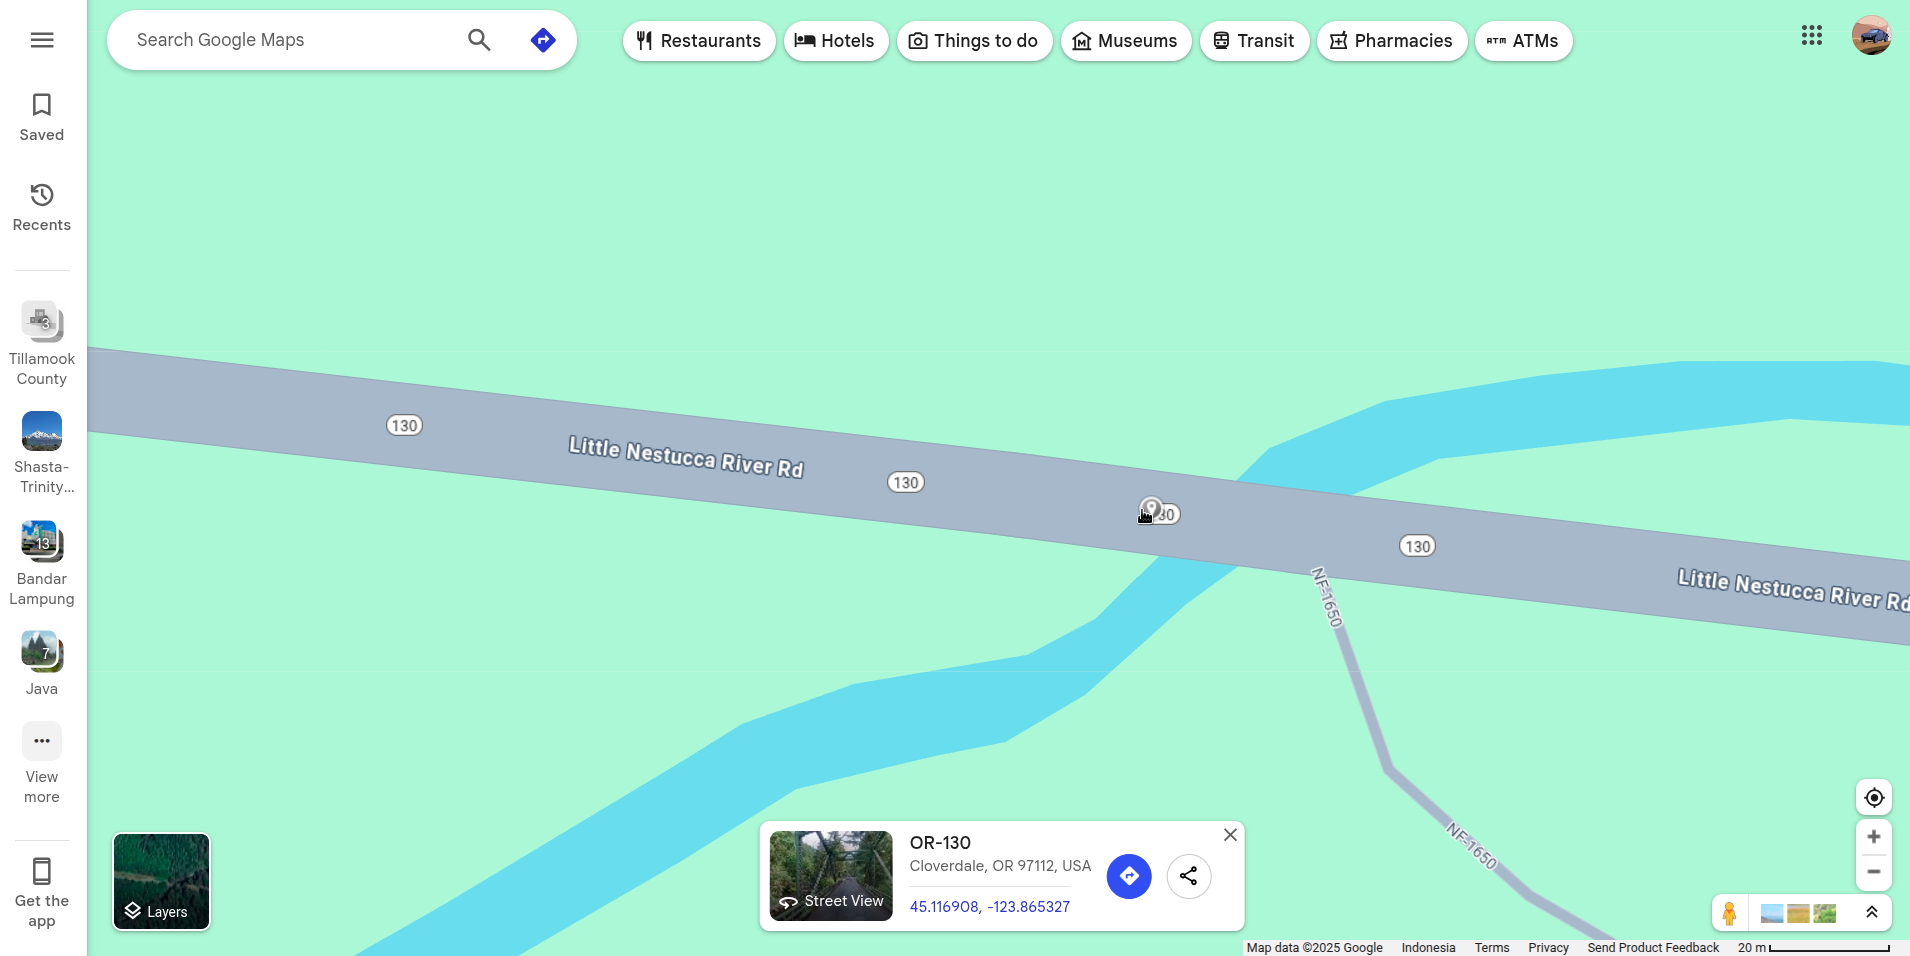 Search Google Maps
Restaurants
Hotels
Things to do
Museums
Transit
Pharmacies
ATM
ATMs
Saved
Recents
3
Tillamook
County
Shasta-
Trinity...
13
Bandar
Lampung
7
Java
View
more
Get the
app
130
Little Nestucca River Rd
130
30
130
Little Nestucca River Rd
NF-1650
NF-1650
Layers
Street View
OR-130
Cloverdale, OR 97112, USA
45.116908, -123.865327
Map data ©2025 Google
Indonesia
Terms
Privacy
Send Product Feedback
20 m